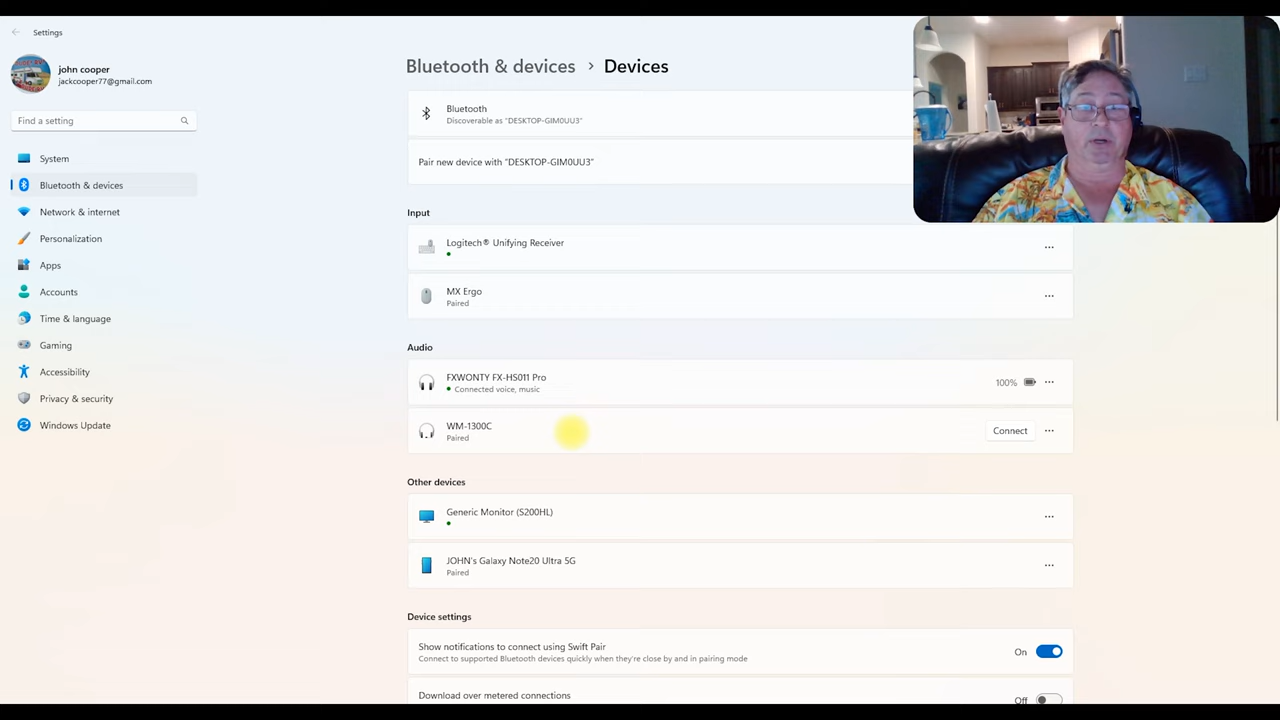 Settings
john cooper
jackcooper77@gmail.com
Find a setting
System
Bluetooth & devices
Network & internet
Personalization
Apps
Accounts
Time & language
Gaming
Accessibility
Privacy & security
Windows Update
Bluetooth & devices > Devices
Bluetooth
Discoverable as "DESKTOP-GIM0UU3"
Pair new device with "DESKTOP-GIM0UU3"
Input
Logitech® Unifying Receiver
MX Ergo
Paired
Audio
FXWONTY FX-HS011 Pro
Connected voice, music
100%
WM-1300C
Paired
Connect
Other devices
Generic Monitor (S200HL)
JOHN's Galaxy Note20 Ultra 5G
Paired
Device settings
Show notifications to connect using Swift Pair
Connect to supported Bluetooth devices quickly when they're close by and in pairing mode
On
Download over metered connections
Off